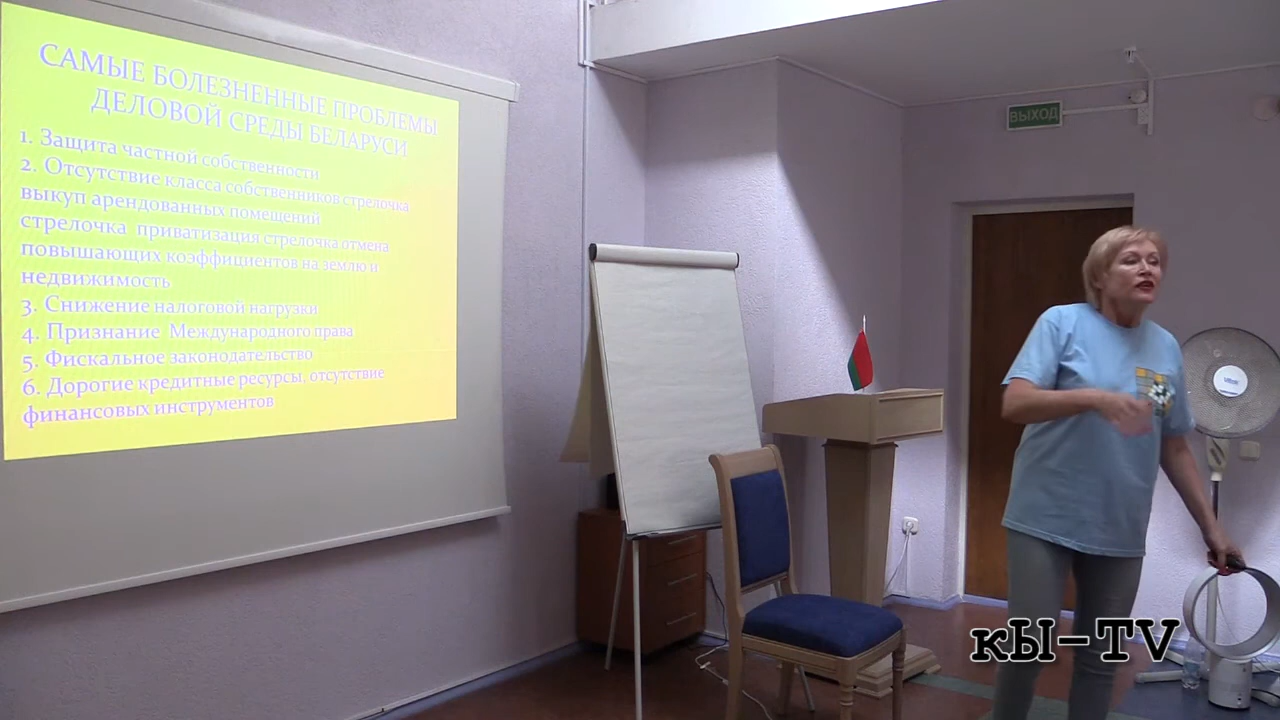 САМЫЕ БОЛЕЗНЕННЫЕ ПРОБЛЕМЫ
ДЕЛОВОЙ СРЕДЫ БЕЛАРУСИ
1. Защита частной собственности
2. Отсутствие класса собственников стрелочка
выкуп арендованных помещений
стрелочка приватизация стрелочка отмена
повышающих коэффициентов на землю и
недвижимость
3. Снижение налоговой нагрузки
4. Признание Международного права
5. Фискальное законодательство
6. Дорогие кредитные ресурсы, отсутствие
финансовых инструментов
ВЫХОД
кЫ-TV